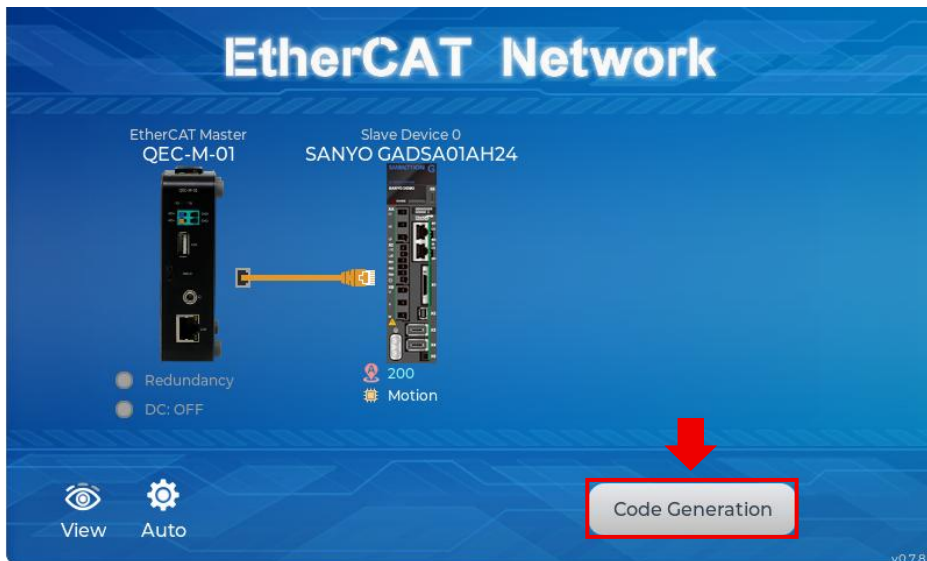 EtherCAT Network
EtherCAT Master
QEC-M-01
Slave Device 0
SANYO GADSA01AH24
Redundancy
DC: OFF
200
Motion
View
Auto
Code Generation
v0.7.8